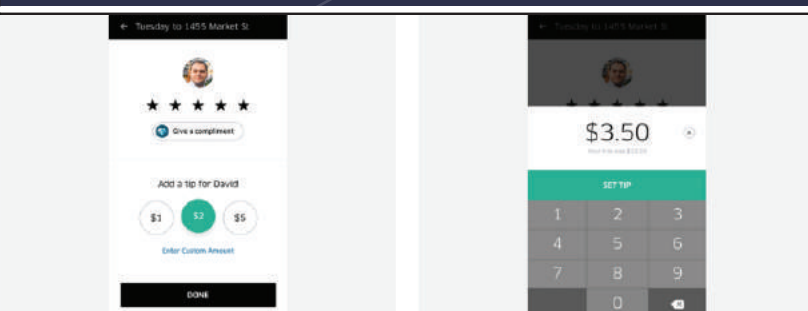 ← Tuesday to 1455 Market St
Give a compliment
Add a tip for David
$1 $2 $5
Enter Custom Amount
DONE
← Tuesday to 1455 Market St
$3.50
SET TIP
1 2 3
4 5 6
7 8 9
0